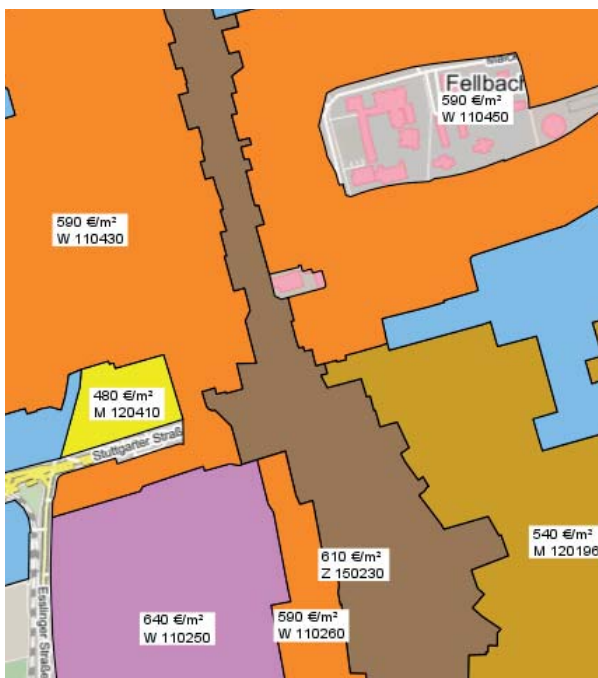 Fellbach
590 €/m²
W 110450
590 €/m²
W 110430
480 €/m²
M 120410
Stuttgarter Straß
540 €/m²
M 120196
610 €/m²
Z 150230
640 €/m²
W 110250
590 €/m²
W 110260
Esslinger Straße